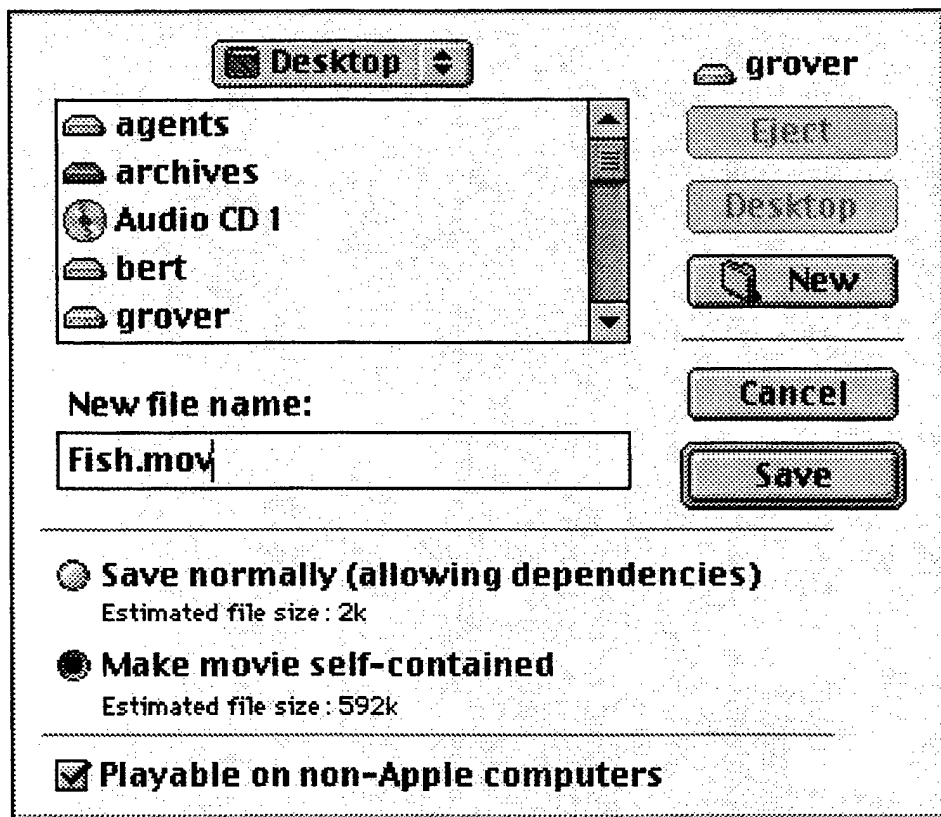 Desktop
grover
agents
archives
Audio CD 1
bert
grover
Eject
Desktop
New
New file name:
Fish.mov
Cancel
Save
Save normally (allowing dependencies)
Estimated file size: 2k
Make movie self-contained
Estimated file size: 592k
Playable on non-Apple computers